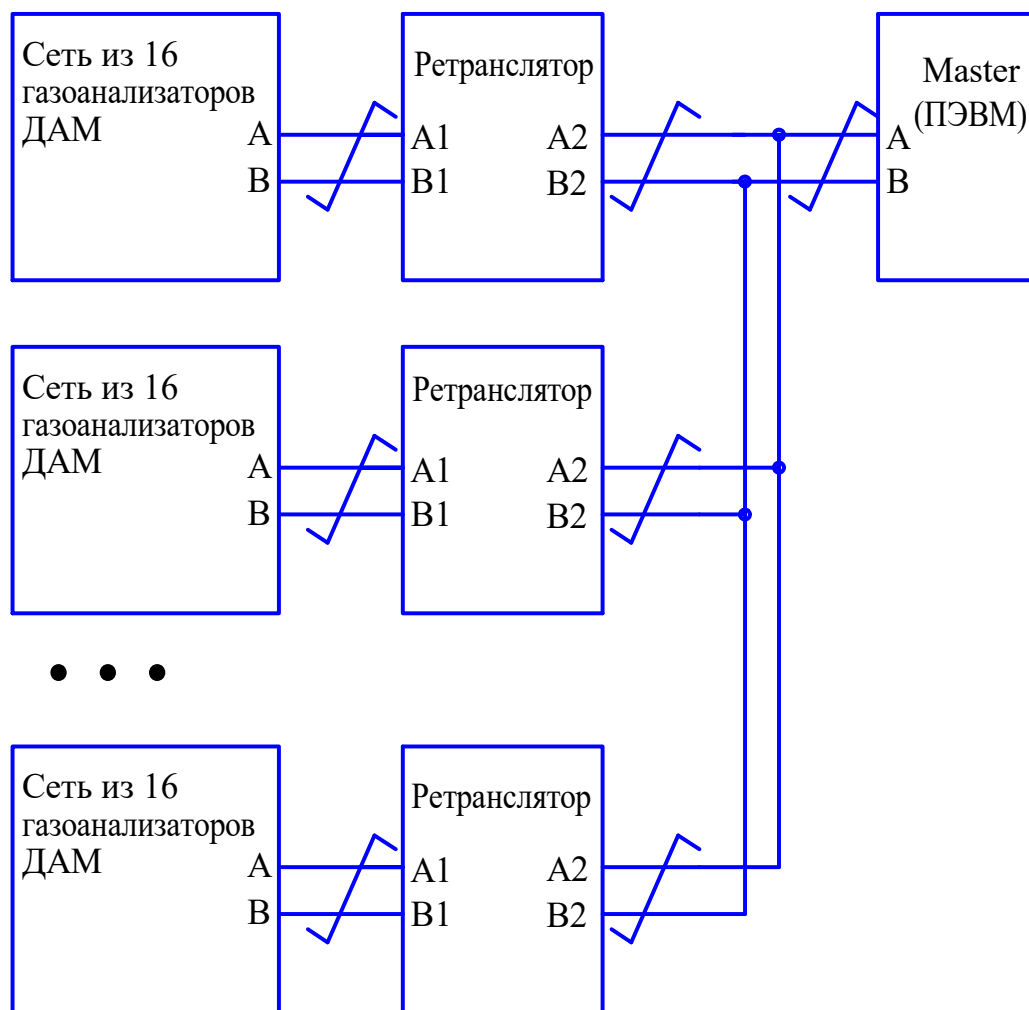 Сеть из 16
газоанализаторов
ДАМ
A
B
Ретранслятор
A1
B1
A2
B2
Master
(ПЭВМ)
A
B
Сеть из 16
газоанализаторов
ДАМ
A
B
Ретранслятор
A1
B1
A2
B2
Сеть из 16
газоанализаторов
ДАМ
A
B
Ретранслятор
A1
B1
A2
B2